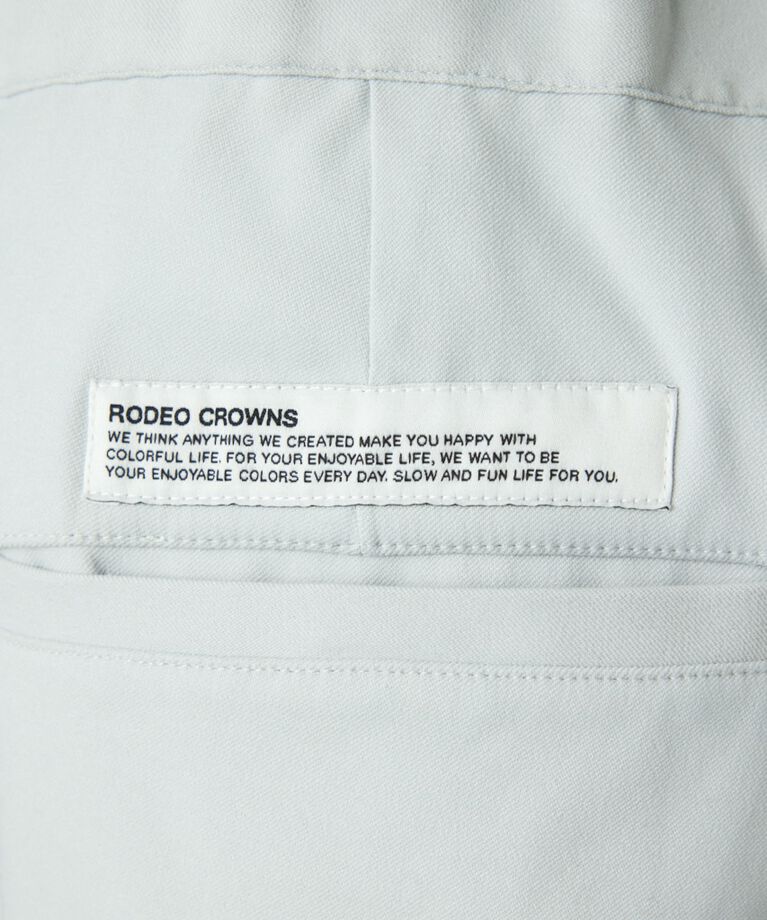 RODEO CROWNS
WE THINK ANYTHING WE CREATED MAKE YOU HAPPY WITH
COLORFUL LIFE. FOR YOUR ENJOYABLE LIFE, WE WANT TO BE
YOUR ENJOYABLE COLORS EVERY DAY. SLOW AND FUN LIFE FOR YOU.